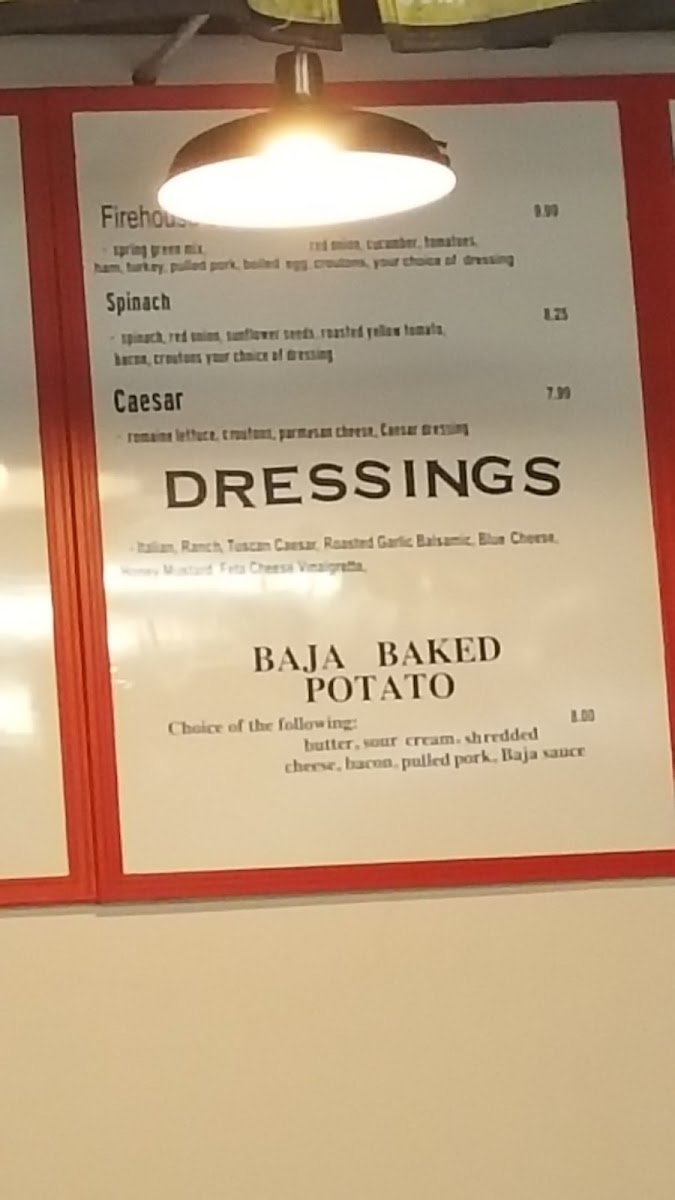 Firehouse
9.99
- spring green mix, red onion, cucumber, tomatoes,
ham, turkey, pulled pork, boiled egg, croutons, your choice of dressing
Spinach
8.25
- spinach, red onion, sunflower seeds, roasted yellow tomato,
bacon, croutons your choice of dressing
Caesar
7.99
- romaine lettuce, croutons, parmesan cheese, Caesar dressing
DRESSINGS
- Italian, Ranch, Tuscan Caesar, Roasted Garlic Balsamic, Blue Cheese,
Honey Mustard, Feta Cheese Vinaigrette,
BAJA BAKED
POTATO
8.00
Choice of the following:
butter, sour cream, shredded
cheese, bacon, pulled pork, Baja sauce